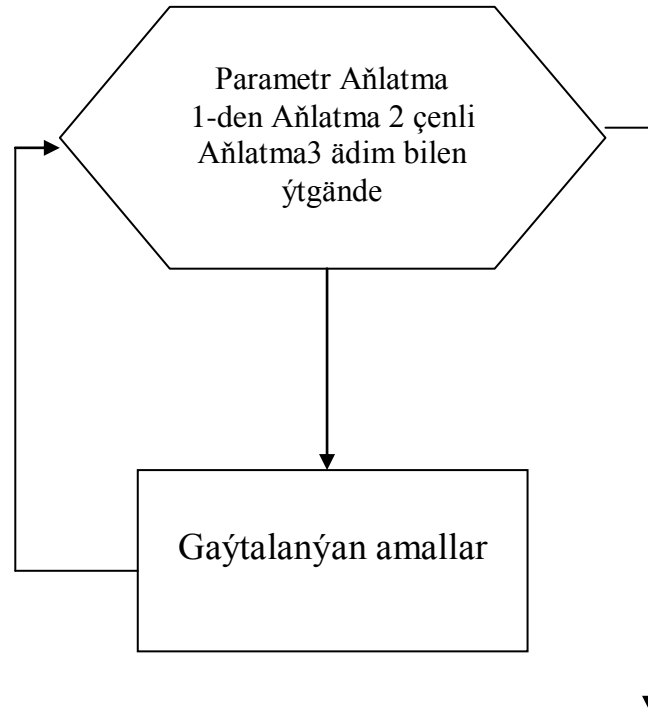 Parametr Aňlatma
1-den Aňlatma 2 çenli
Aňlatma3 ädim bilen
ýtgände
Gaýtalanýan amallar